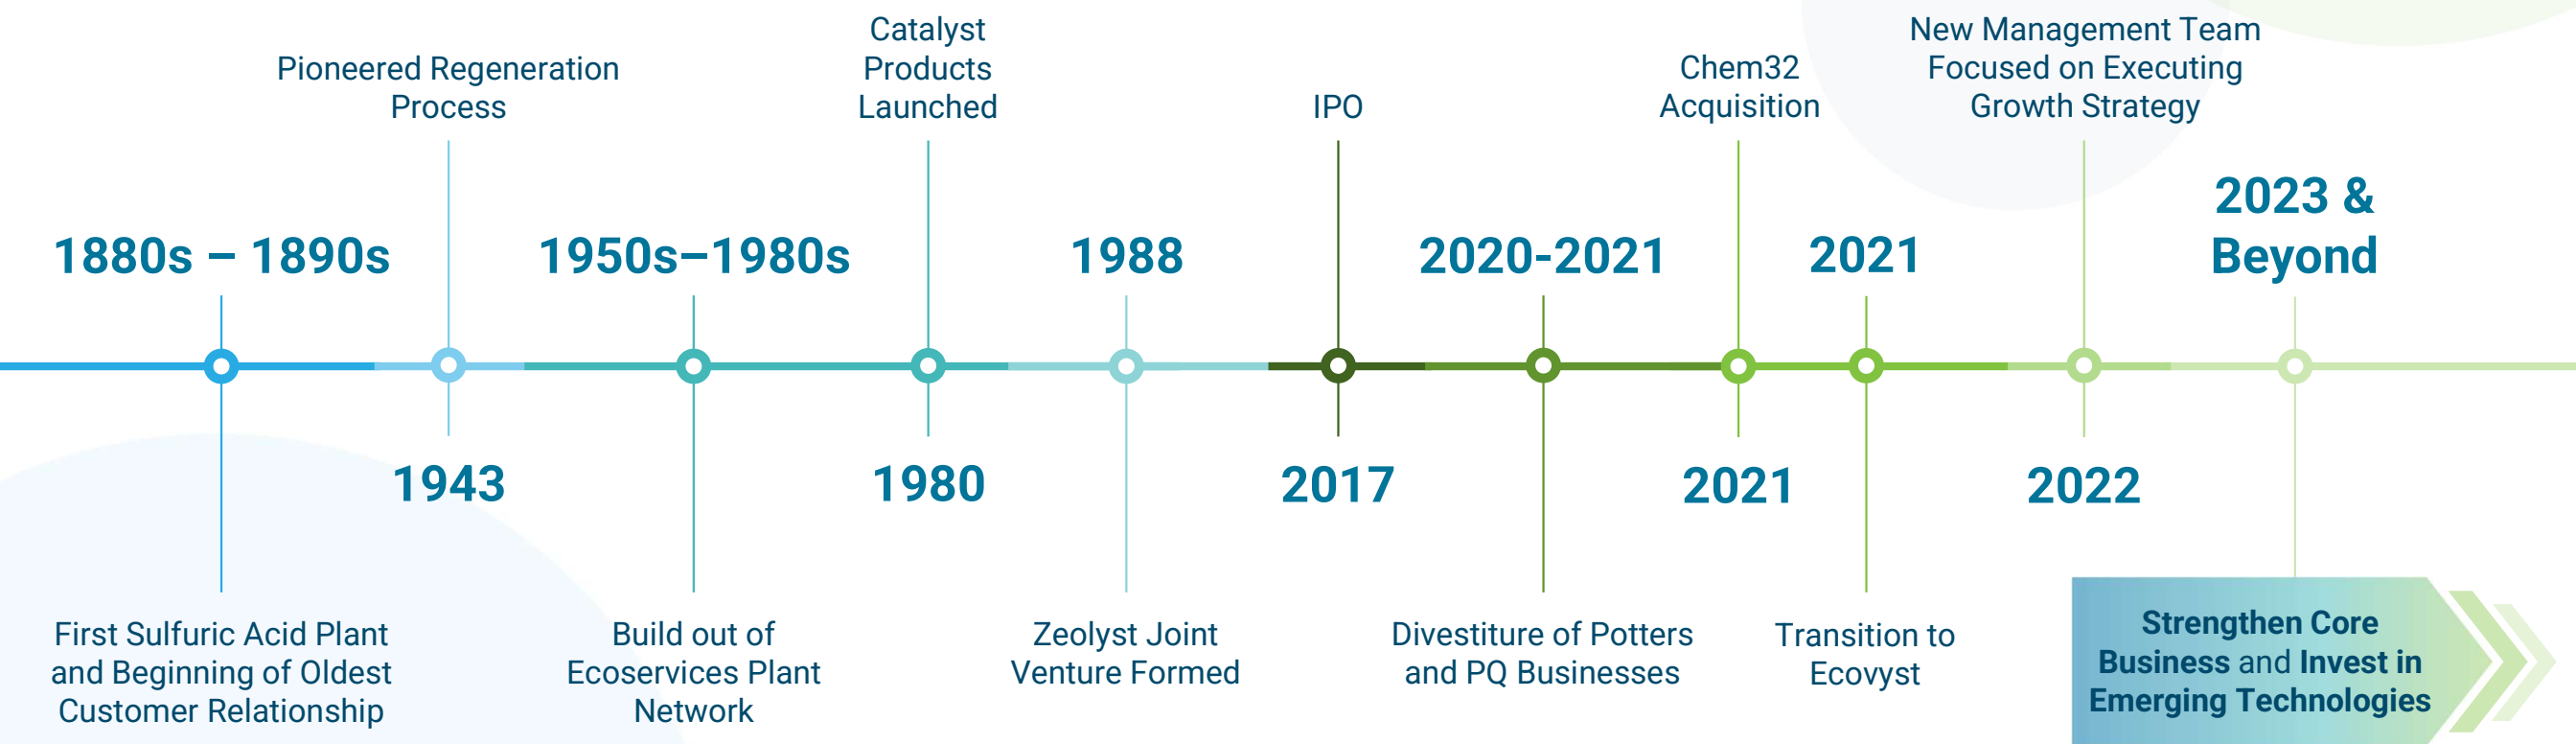 1880s – 1890s
First Sulfuric Acid Plant
and Beginning of Oldest
Customer Relationship
Pioneered Regeneration
Process
1943
1950s–1980s
Build out of
Ecoservices Plant
Network
Catalyst
Products
Launched
1980
1988
Zeolyst Joint
Venture Formed
IPO
2017
2020-2021
Divestiture of Potters
and PQ Businesses
Chem32
Acquisition
2021
2021
Transition to
Ecovyst
New Management Team
Focused on Executing
Growth Strategy
2022
2023 &
Beyond
Strengthen Core
Business and Invest in
Emerging Technologies